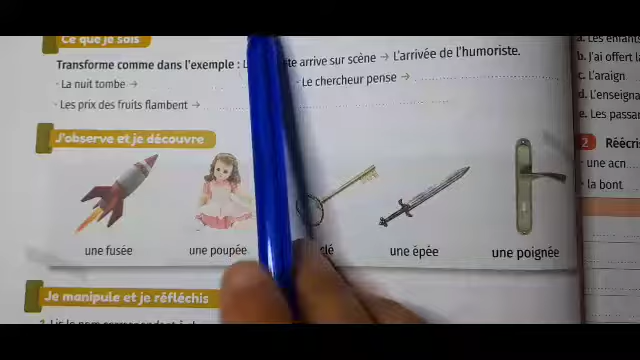 Ce que je sais
Transforme comme dans l'exemple : L te arrive sur scène → L'arrivée de l'humoriste.
· La nuit tombe → · Le chercheur pense →
· Les prix des fruits flambent →
J'observe et je découvre
une fusée une poupée clé une épée une poignée
Je manipule et je réfléchis
a. Les enfants
b. J'ai offert l
c. L'araign
d. L'enseigna
e. Les passa
2 Réécris
- une acn
- la bont